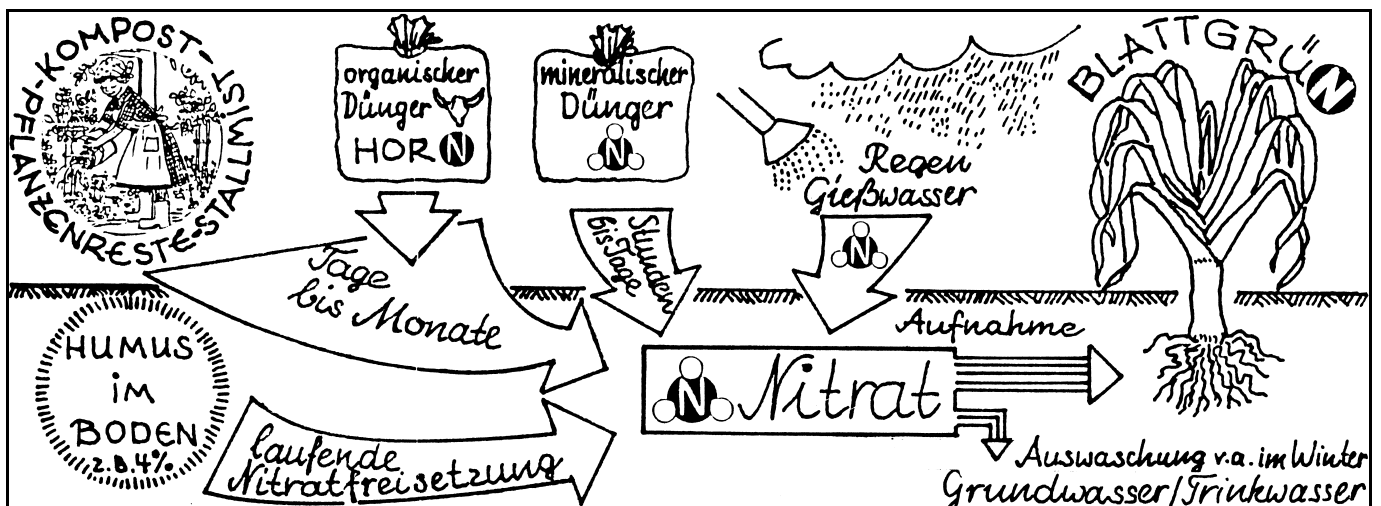 KOMPOST-STALLMIST-PFLANZENRESTE-
organischer
Dünger
HOR N
mineralischer
Dünger
N
Regen
Gießwasser
N
BLATTGRÜN
Tage
bis Monate
Stunden
bis Tage
HUMUS
im
BODEN
z.B. 4%
laufende
Nitratfreisetzung
N Nitrat
Aufnahme
Auswaschung v.a. im Winter
Grundwasser/Trinkwasser